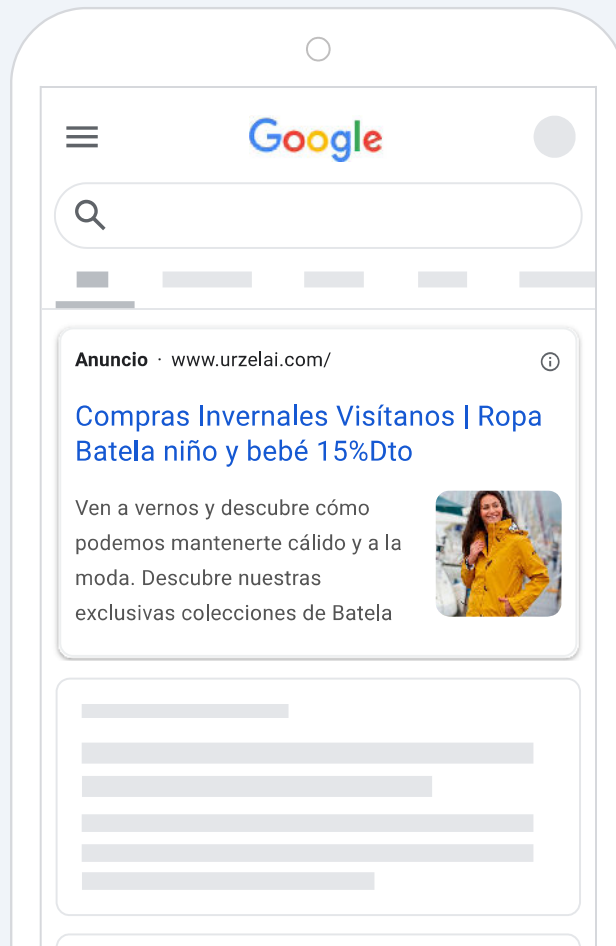 Google
Anuncio · www.urzelai.com/
Compras Invernales Visítanos | Ropa
Batela niño y bebé 15%Dto
Ven a vernos y descubre cómo
podemos mantenerte cálido y a la
moda. Descubre nuestras
exclusivas colecciones de Batela